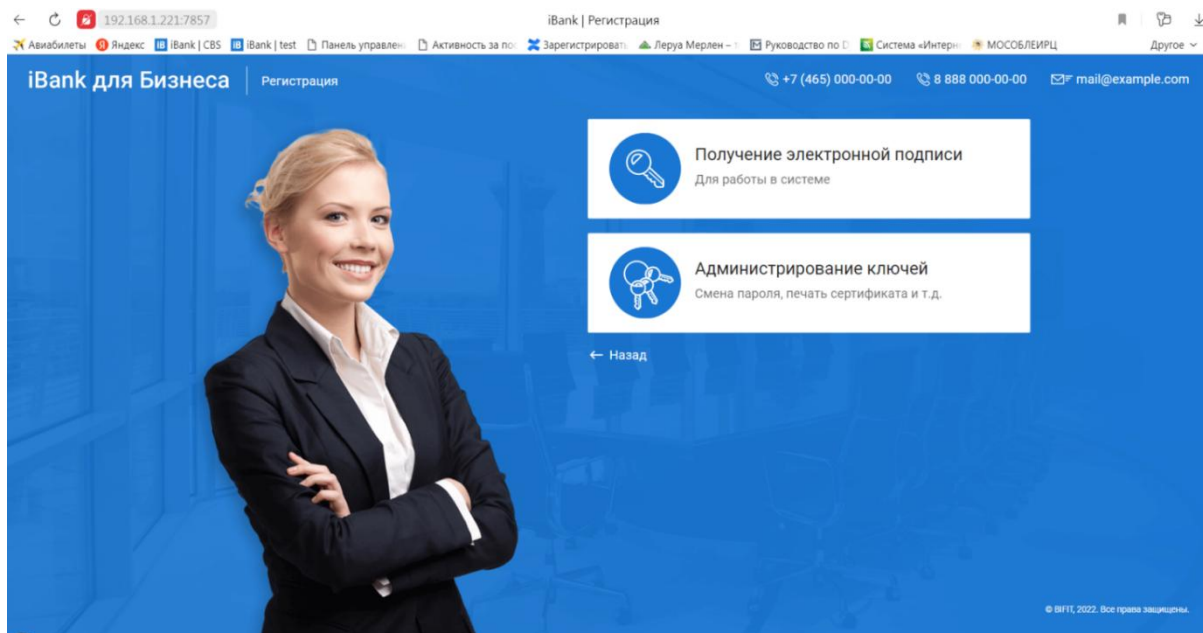 192.168.1.221:7857
iBank | Регистрация
Авиабилеты Яндекс iBank | CBS iBank | test Панель управлен Активность за по Зарегистрировать Леруа Мерлен – Руководство по D Система «Интерн МОСОБЛЕИРЦ Другое
iBank для Бизнеса Регистрация +7 (465) 000-00-00 8 888 000-00-00 mail@example.com
Получение электронной подписи
Для работы в системе
Администрирование ключей
Смена пароля, печать сертификата и т.д.
← Назад
© BIFIT, 2022. Все права защищены.